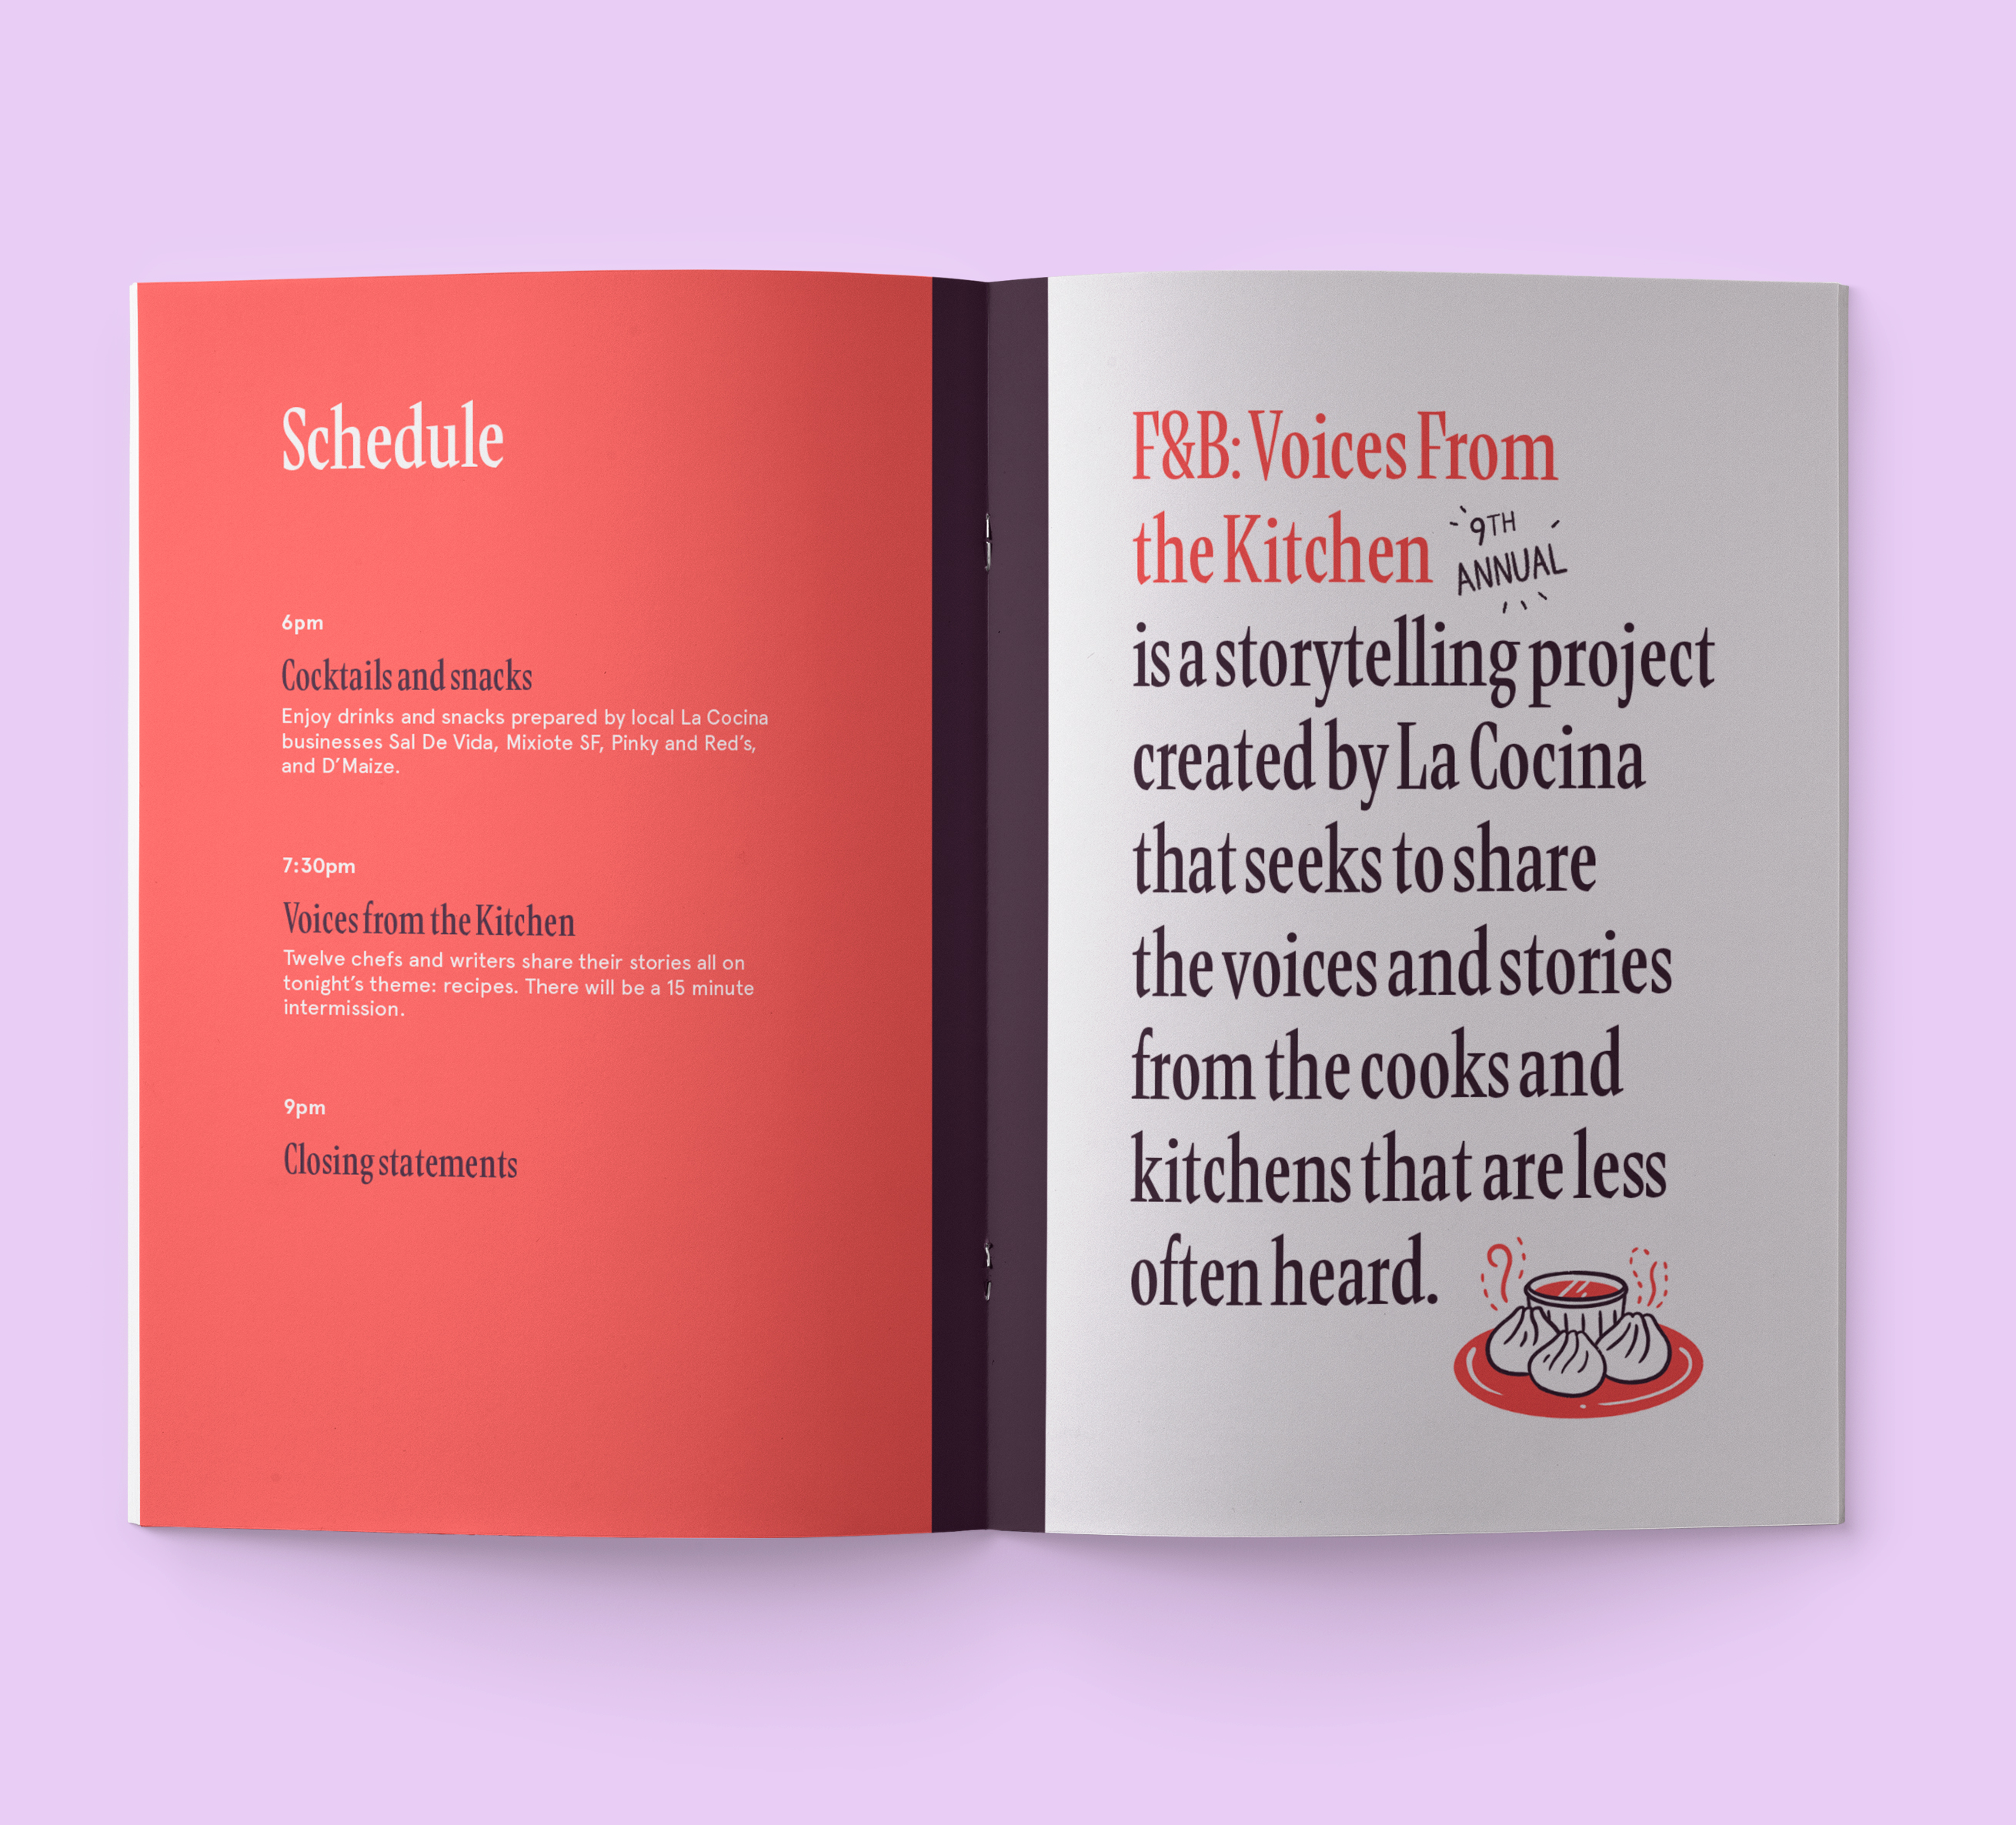 Schedule
6pm
Cocktails and snacks
Enjoy drinks and snacks prepared by local La Cocina
businesses Sal De Vida, Mixiote SF, Pinky and Red's,
and D'Maize.
7:30pm
Voices from the Kitchen
Twelve chefs and writers share their stories all on
tonight's theme: recipes. There will be a 15 minute
intermission.
9pm
Closing statements
F&B: Voices From
the Kitchen
9TH
ANNUAL
is a storytelling project
created by La Cocina
that seeks to share
the voices and stories
from the cooks and
kitchens that are less
often heard.